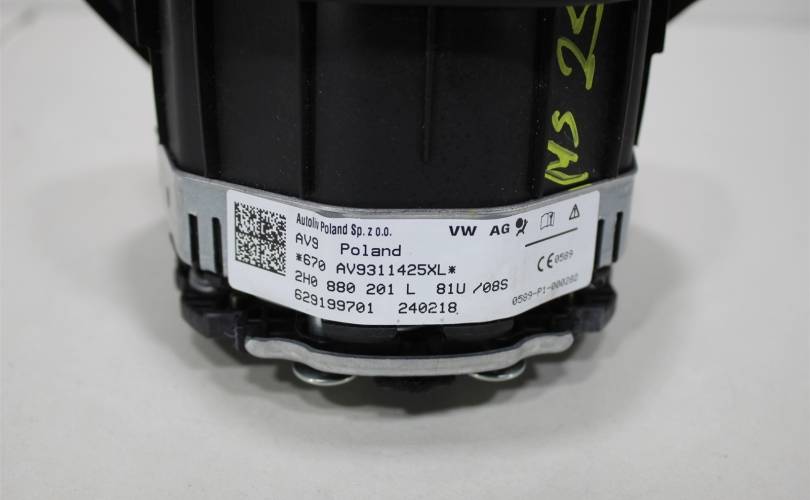 Autoliv Poland Sp. z o.o.
VW AG
AV9 Poland
*670 AV9311425XL*
2H0 880 201 L 81U /08S
629199701 240218
CE 0589
0589-P1-000282